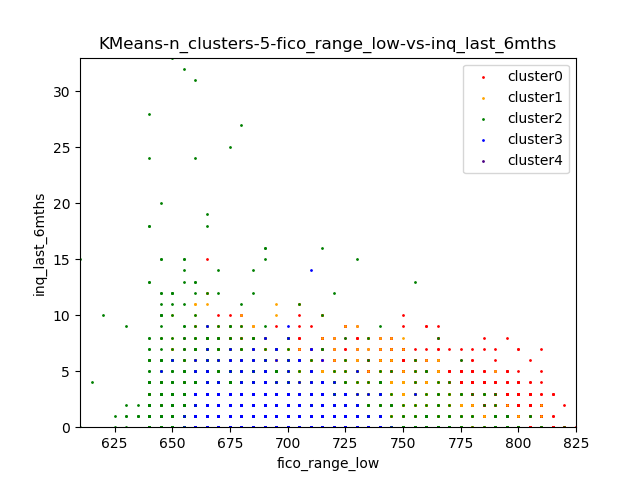 KMeans-n_clusters-5-fico_range_low-vs-inq_last_6mths
cluster0
cluster1
cluster2
cluster3
cluster4
30
25
20
15
10
5
0
inq_last_6mths
625 650 675 700 725 750 775 800 825
fico_range_low